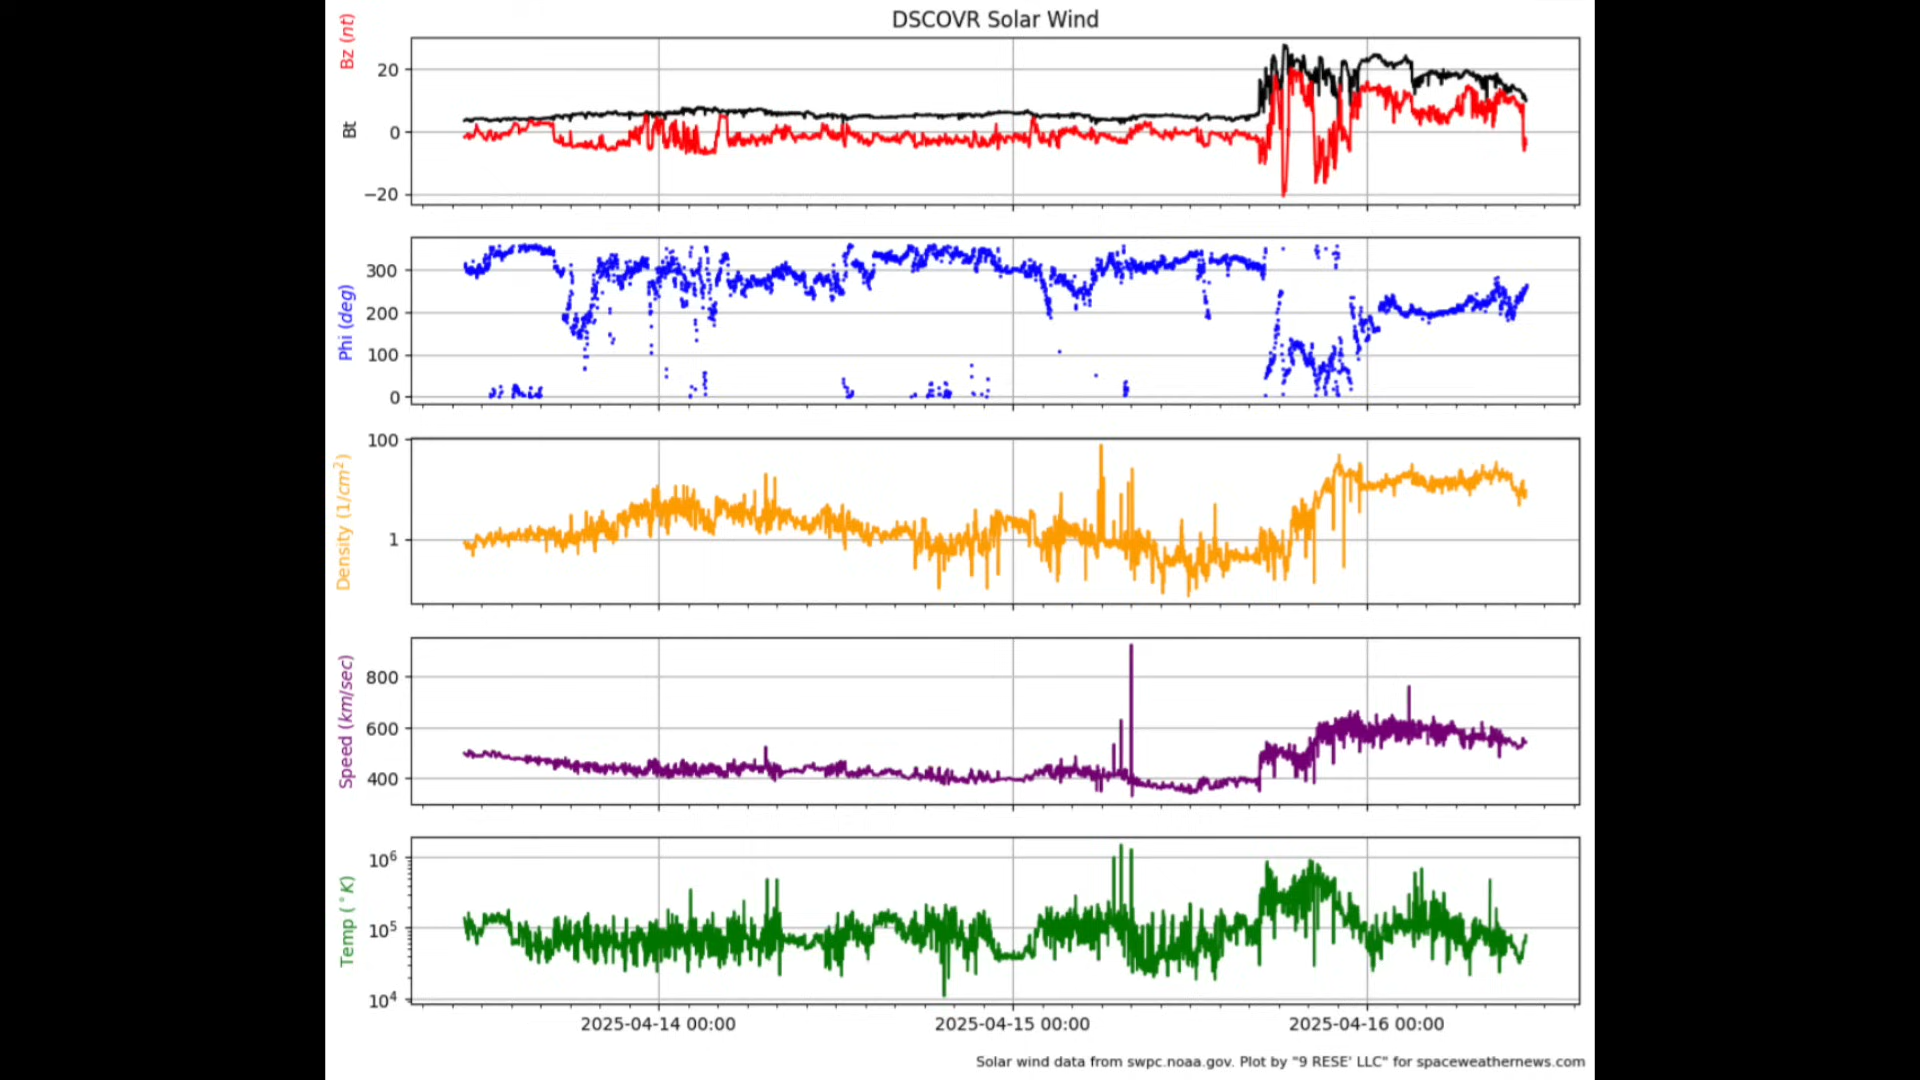 DSCOVR Solar Wind
Bt Bz (nt)
20
0
−20
Phi (deg)
300
200
100
0
Density (1/cm²)
100
1
Speed (km/sec)
800
600
400
Temp (°K)
10⁶
10⁵
10⁴
2025-04-14 00:00 2025-04-15 00:00 2025-04-16 00:00
Solar wind data from swpc.noaa.gov. Plot by "9 RESE' LLC" for spaceweathernews.com